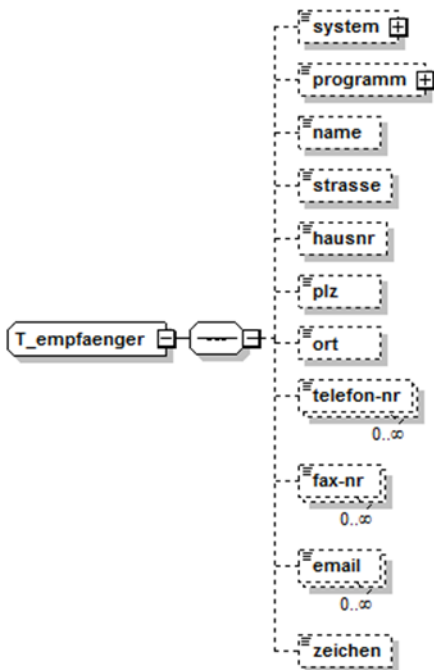 system
programm
name
strasse
hausnr
plz
T_empfaenger
ort
telefon-nr
0..∞
fax-nr
0..∞
email
0..∞
zeichen